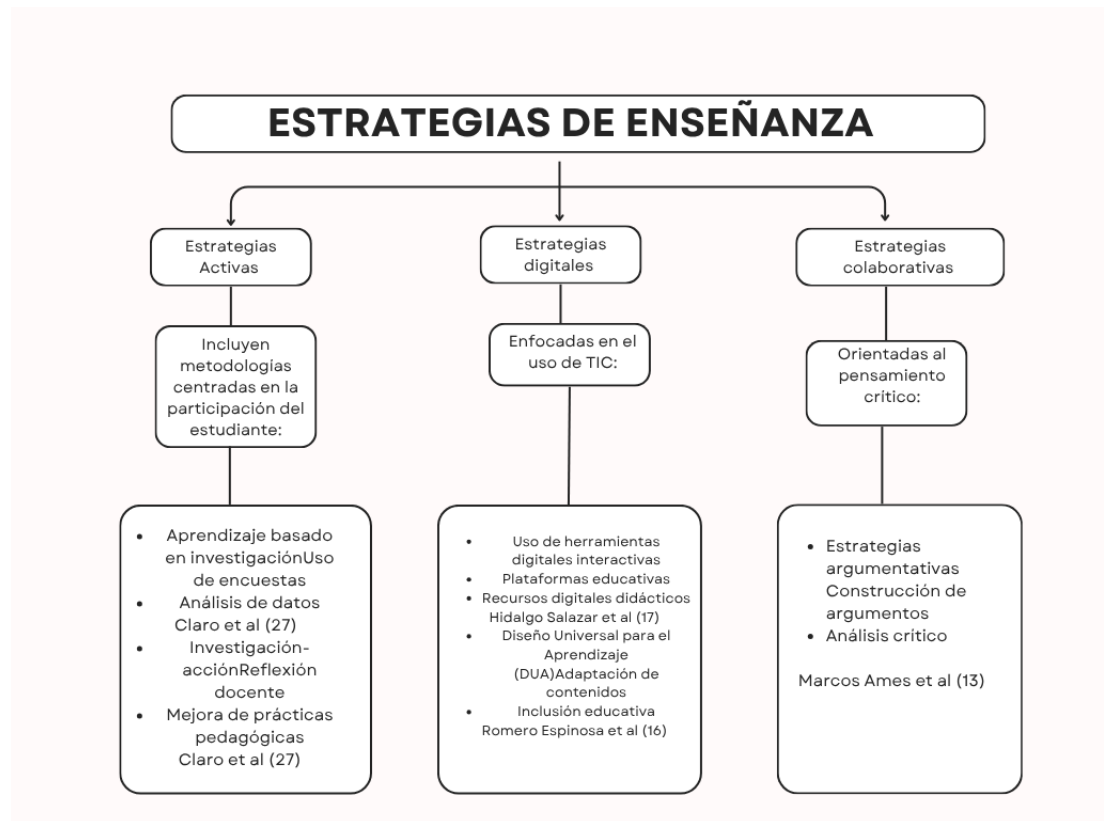 ESTRATEGIAS DE ENSEÑANZA
Estrategias
Activas
Incluyen
metodologías
centradas en la
participación del
estudiante:
• Aprendizaje basado
en investigaciónUso
de encuestas
• Análisis de datos
Claro et al (27)
• Investigación-
acciónReflexión
docente
• Mejora de prácticas
pedagógicas
Claro et al (27)
Estrategias
digitales
Enfocadas en el
uso de TIC:
• Uso de herramientas
digitales interactivas
• Plataformas educativas
• Recursos digitales didácticos
Hidalgo Salazar et al (17)
• Diseño Universal para el
Aprendizaje
(DUA)Adaptación de
contenidos
• Inclusión educativa
Romero Espinosa et al (16)
Estrategias
colaborativas
Orientadas al
pensamiento
crítico:
• Estrategias
argumentativas
Construcción de
argumentos
• Análisis crítico
Marcos Ames et al (13)